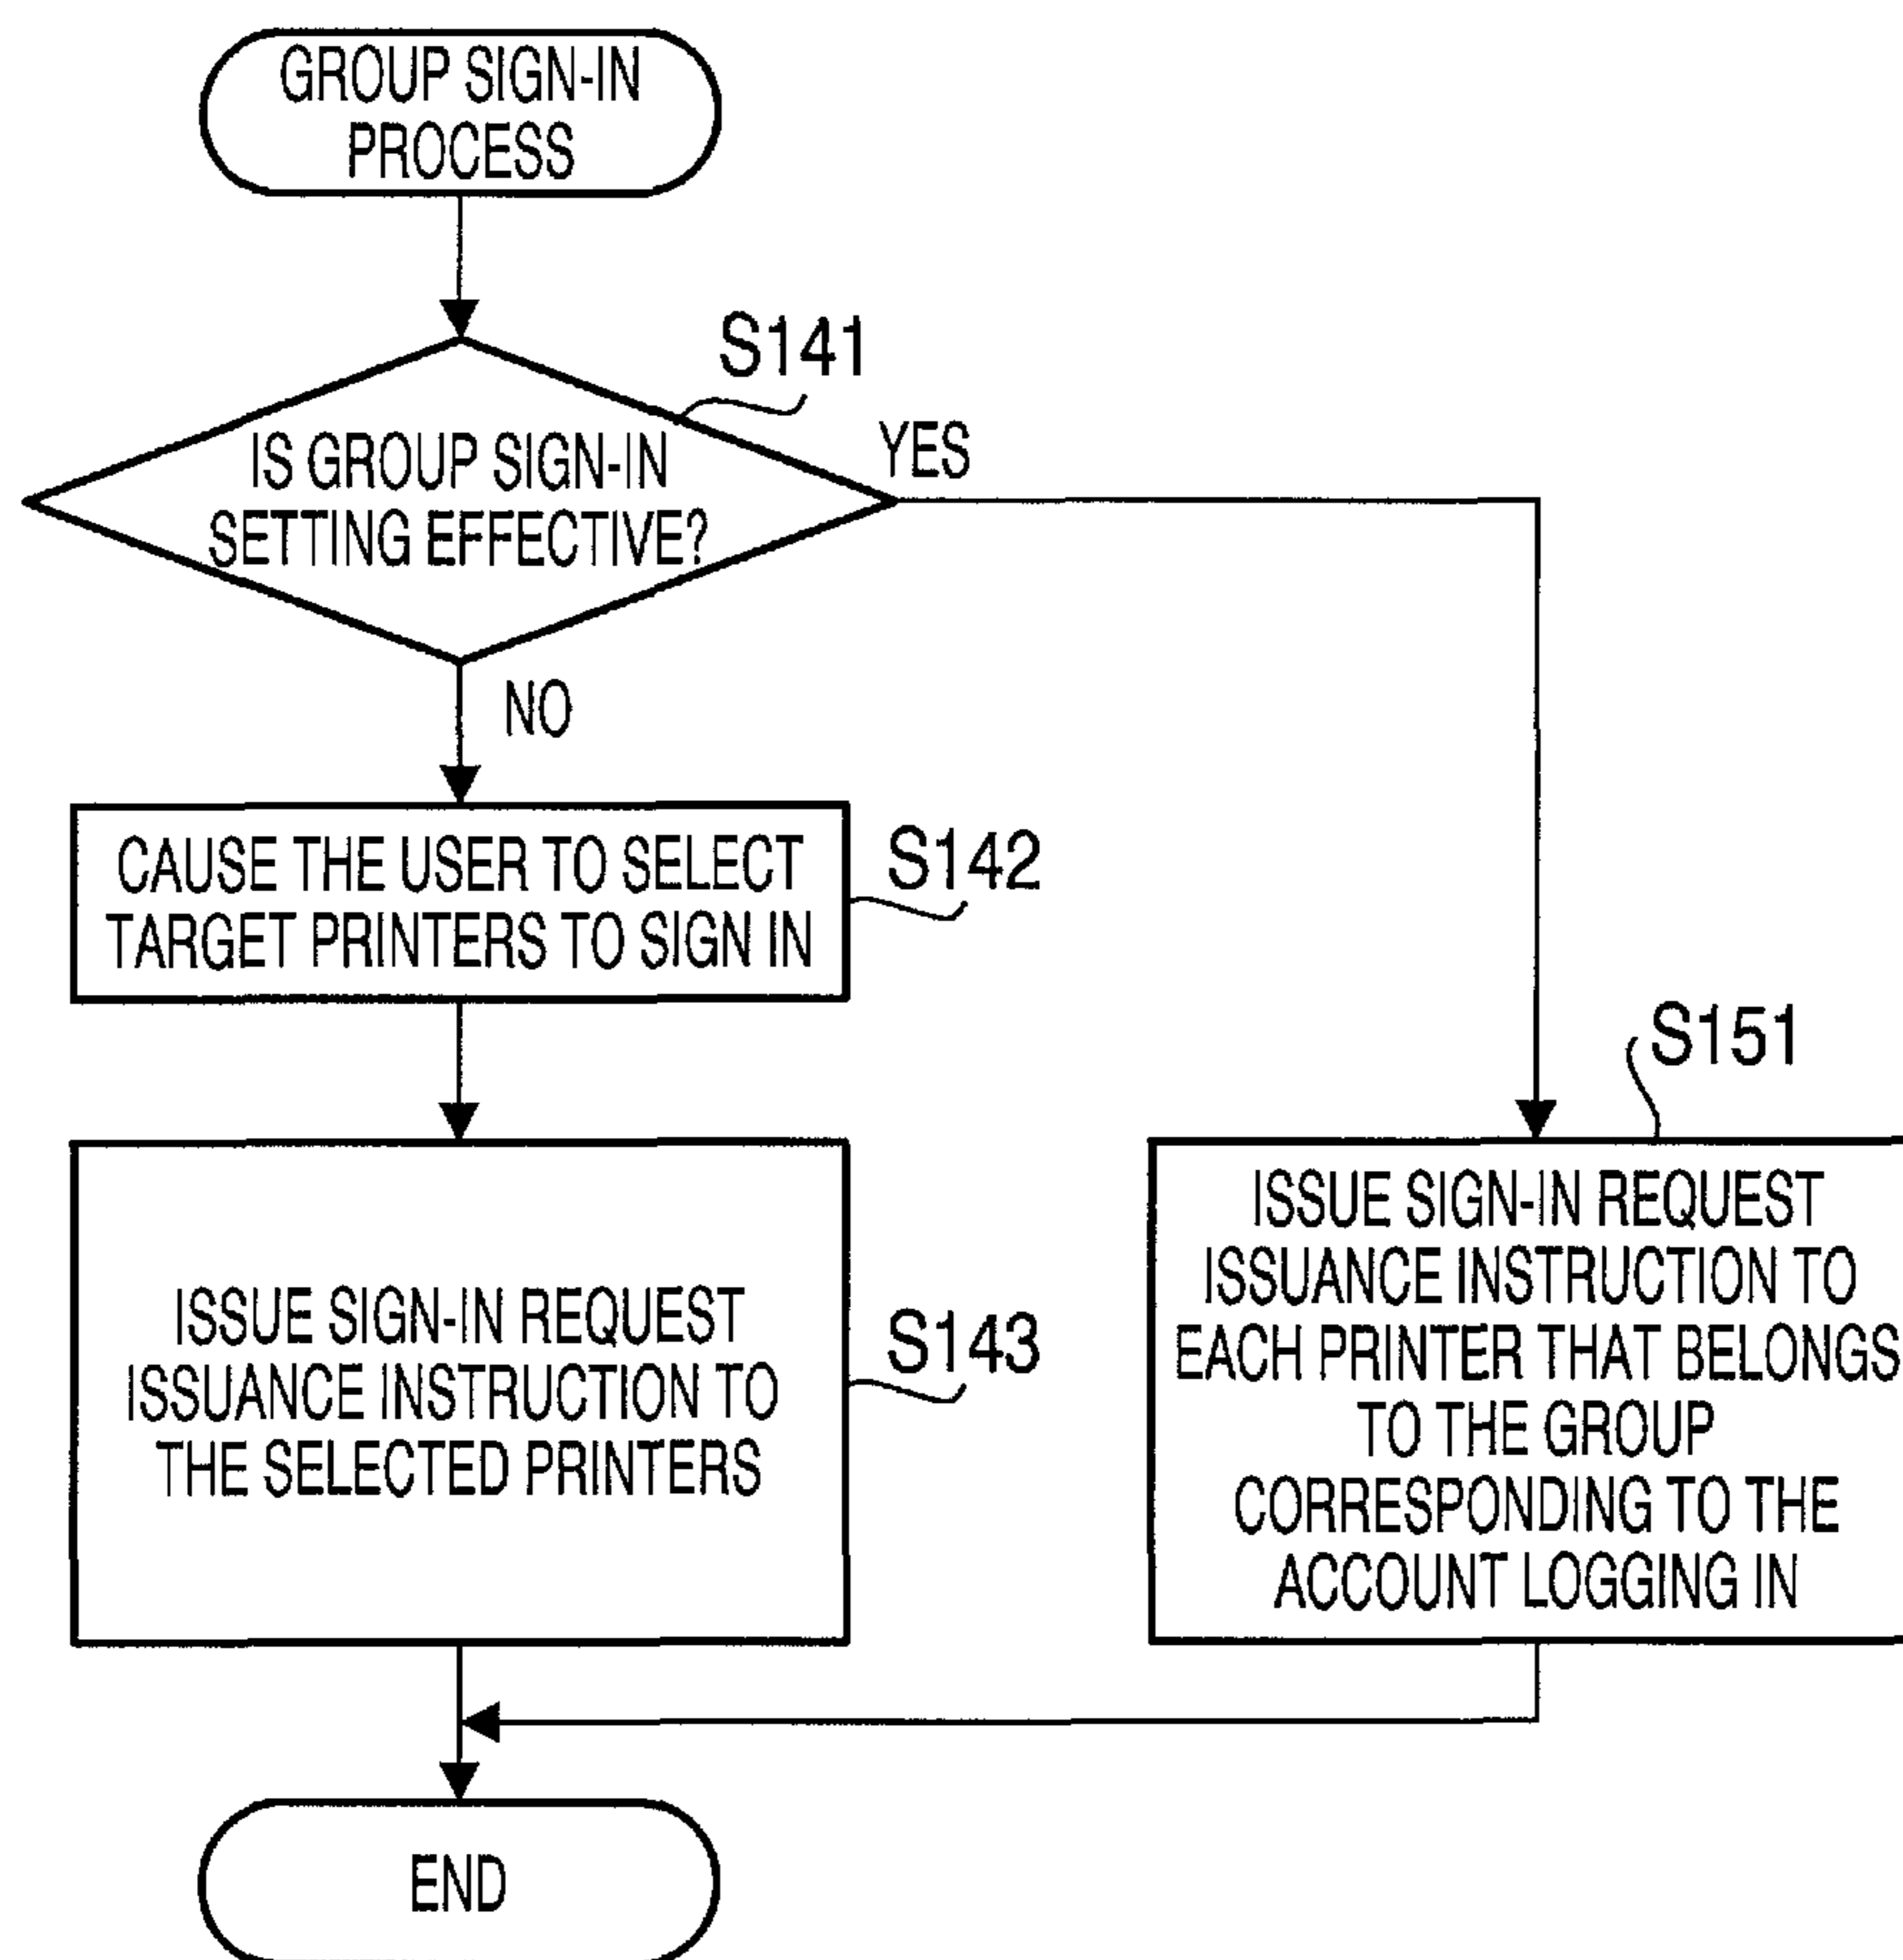 GROUP SIGN-IN
PROCESS
S141
IS GROUP SIGN-IN
SETTING EFFECTIVE?
YES
NO
CAUSE THE USER TO SELECT
TARGET PRINTERS TO SIGN IN
S142
ISSUE SIGN-IN REQUEST
ISSUANCE INSTRUCTION TO
THE SELECTED PRINTERS
S143
S151
ISSUE SIGN-IN REQUEST
ISSUANCE INSTRUCTION TO
EACH PRINTER THAT BELONGS
TO THE GROUP
CORRESPONDING TO THE
ACCOUNT LOGGING IN
END